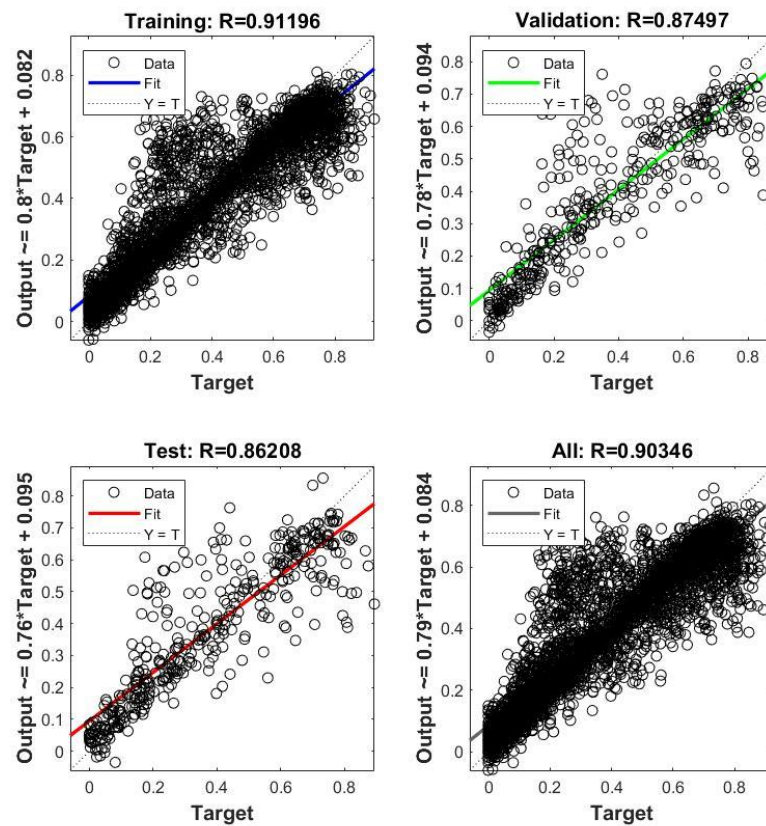 Training: R=0.91196
Data
Fit
Y = T
Output ~= 0.8*Target + 0.082
0.8
0.6
0.4
0.2
0
0 0.2 0.4 0.6 0.8
Target
Validation: R=0.87497
Data
Fit
Y = T
Output ~= 0.78*Target + 0.094
0.8
0.7
0.6
0.5
0.4
0.3
0.2
0.1
0
0 0.2 0.4 0.6 0.8
Target
Test: R=0.86208
Data
Fit
Y = T
Output ~= 0.76*Target + 0.095
0.8
0.7
0.6
0.5
0.4
0.3
0.2
0.1
0
0 0.2 0.4 0.6 0.8
Target
All: R=0.90346
Data
Fit
Y = T
Output ~= 0.79*Target + 0.084
0.8
0.6
0.4
0.2
0
0 0.2 0.4 0.6 0.8
Target